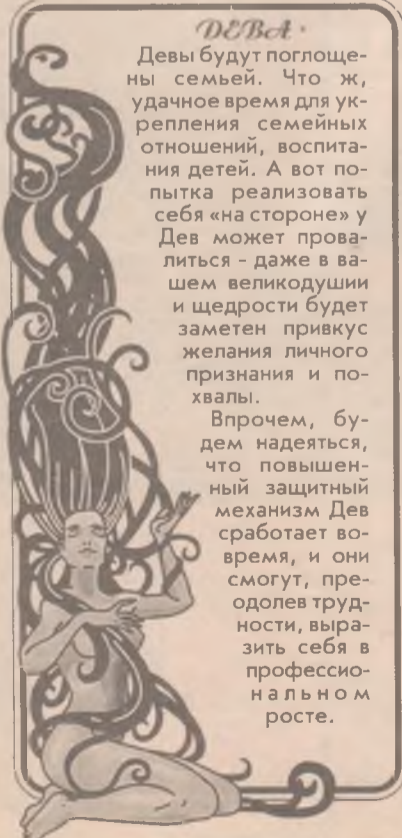 ДЕВА
Девы будут поглоще-
ны семьей. Что ж,
удачное время для ук-
репления семейных
отношений, воспита-
ния детей. А вот по-
пытка реализовать
себя «на стороне» у
Дев может прова-
литься - даже в ва-
шем великодушии
и щедрости будет
заметен привкус
желания личного
признания и по-
хвалы.
Впрочем, бу-
дем надеяться,
что повышен-
ный защитный
механизм Дев
сработает во-
время, и они
смогут, пре-
одолев труд-
ности, выра-
зить себя в
профессио-
нальном
росте.